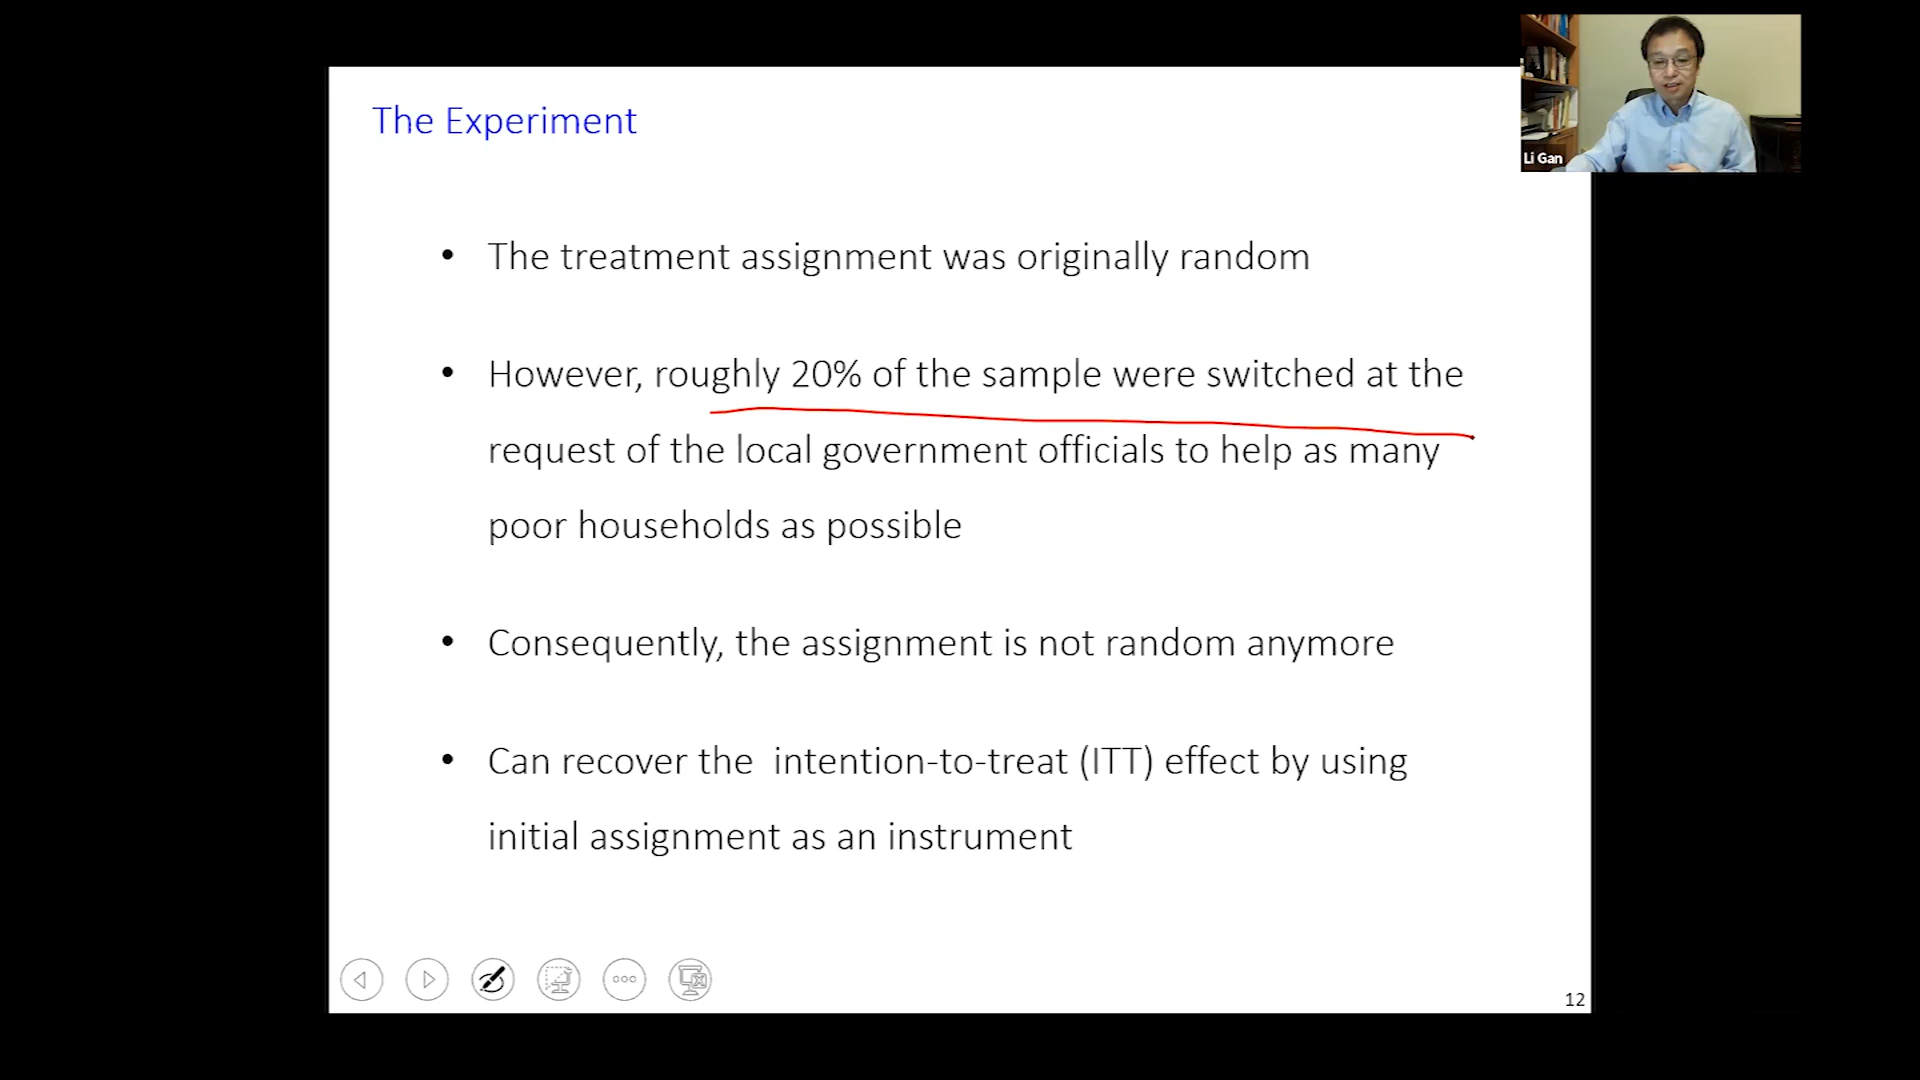 The Experiment
Li Gan
• The treatment assignment was originally random
• However, roughly 20% of the sample were switched at the
request of the local government officials to help as many
poor households as possible
• Consequently, the assignment is not random anymore
• Can recover the  intention-to-treat (ITT) effect by using
initial assignment as an instrument
12